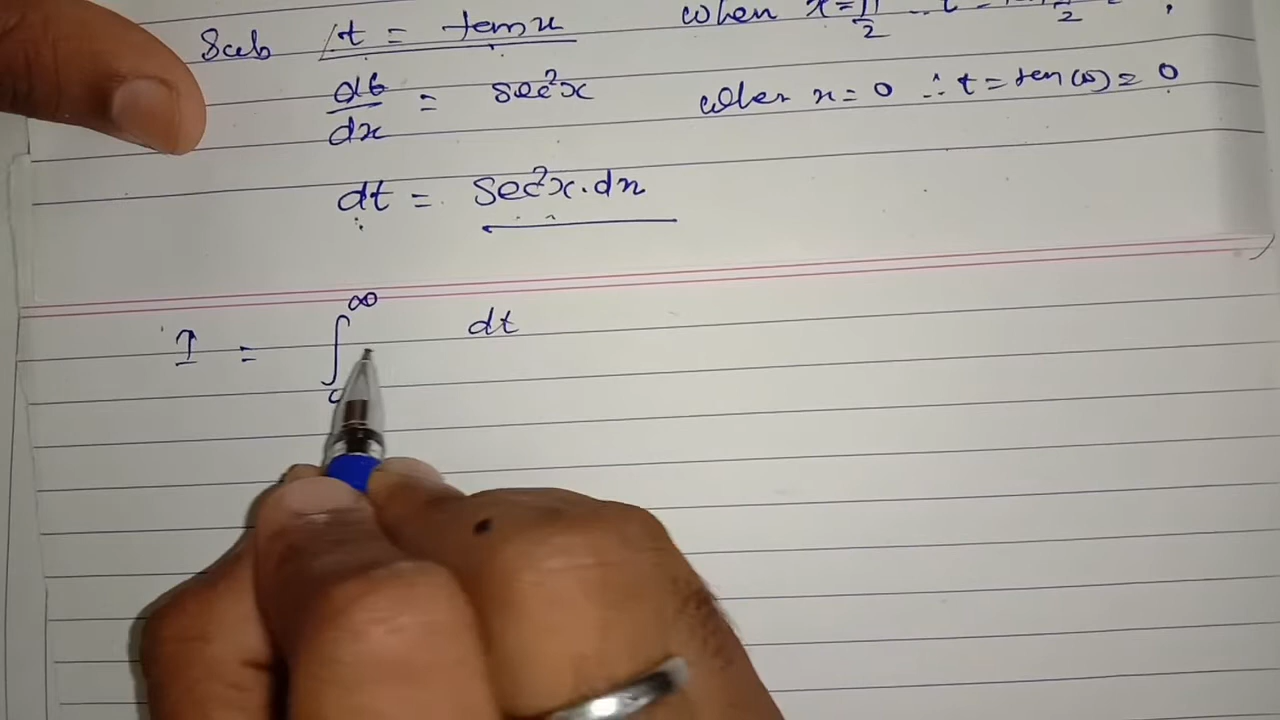 Sub t = tan x when x = π/2
dt/dx = sec²x when x = 0 ∴ t = tan(0) = 0
dt = sec²x.dx
I = ∫ ∞ dt